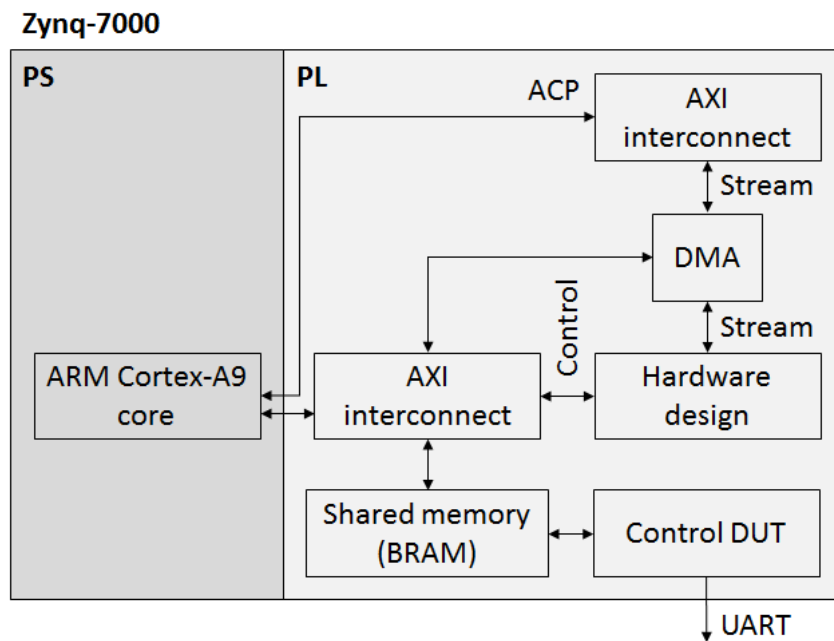 Zynq-7000
PS
PL
ACP
AXI
interconnect
Stream
DMA
Control
Stream
ARM Cortex-A9
core
AXI
interconnect
Hardware
design
Shared memory
(BRAM)
Control DUT
UART